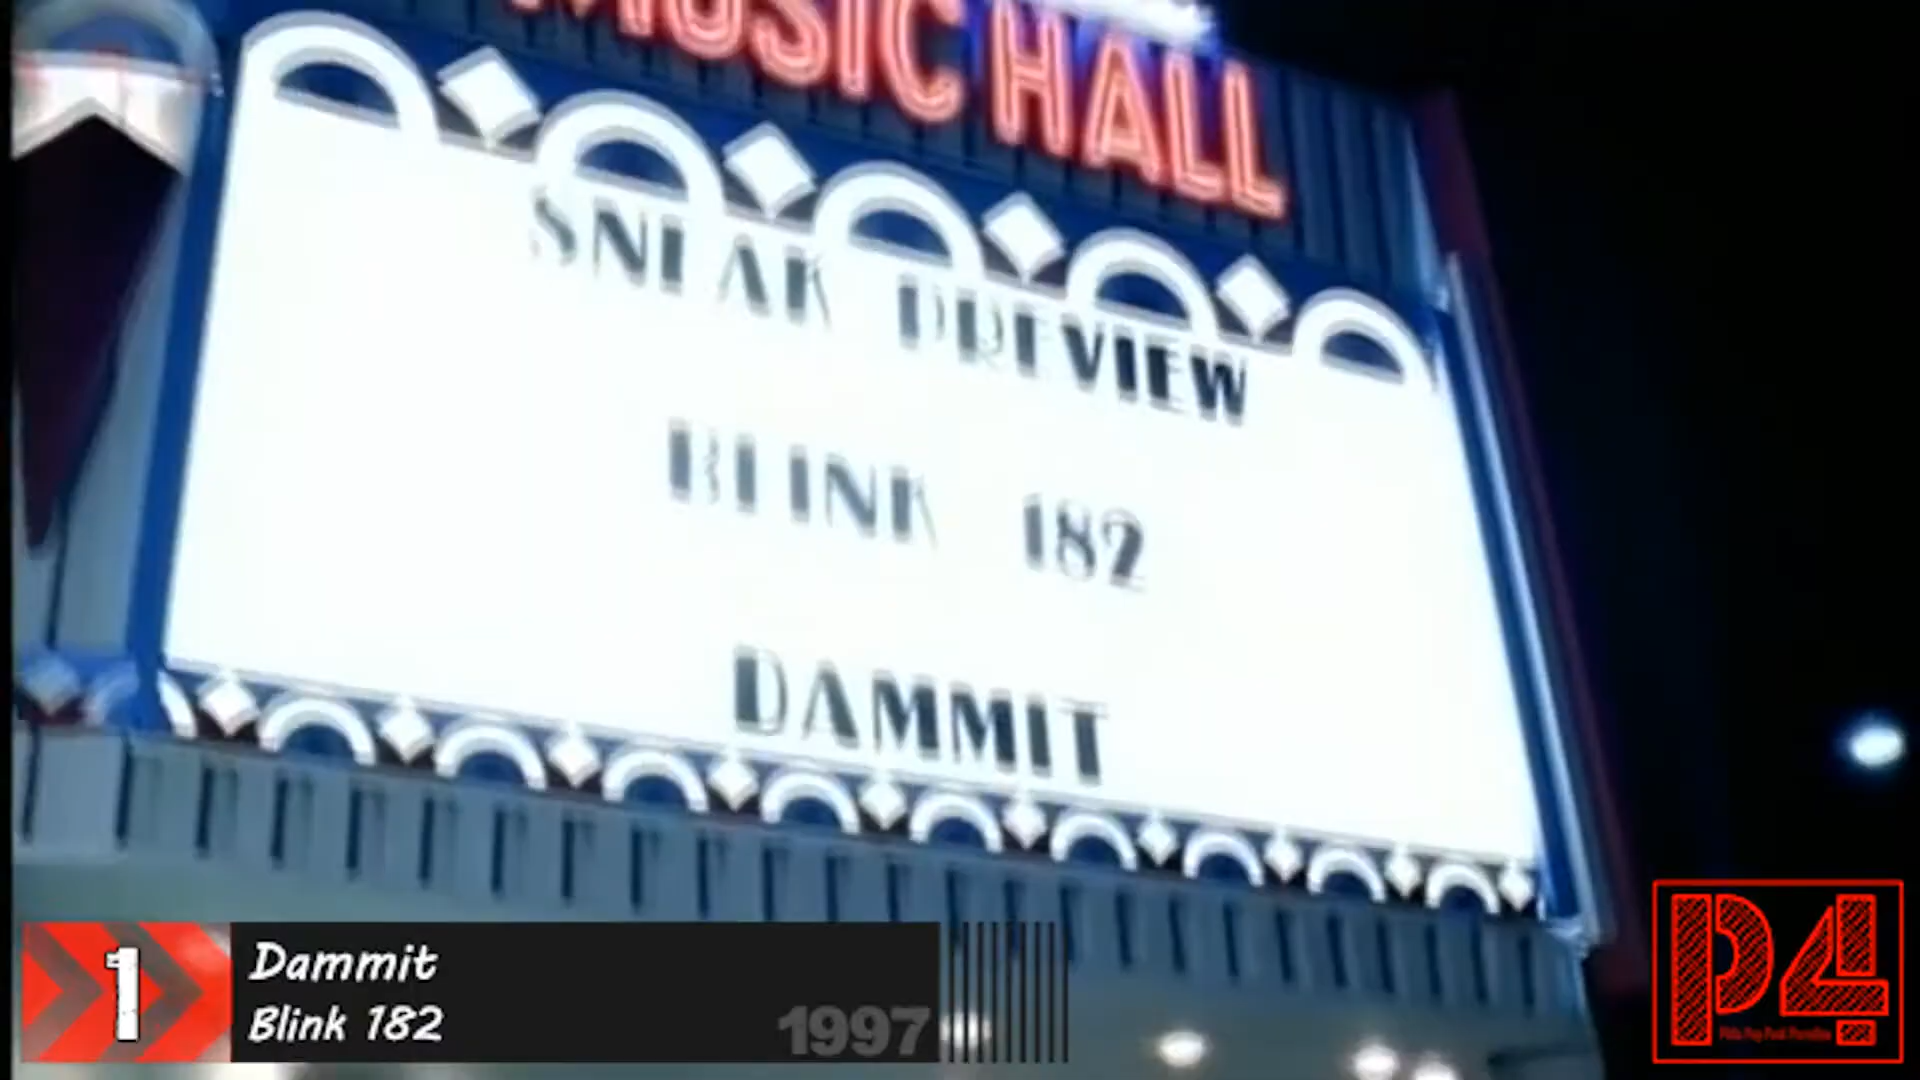 MUSIC HALL
SNEAK PREVIEW
BLINK 182
DAMMIT
1
Dammit
Blink 182
1997
P4